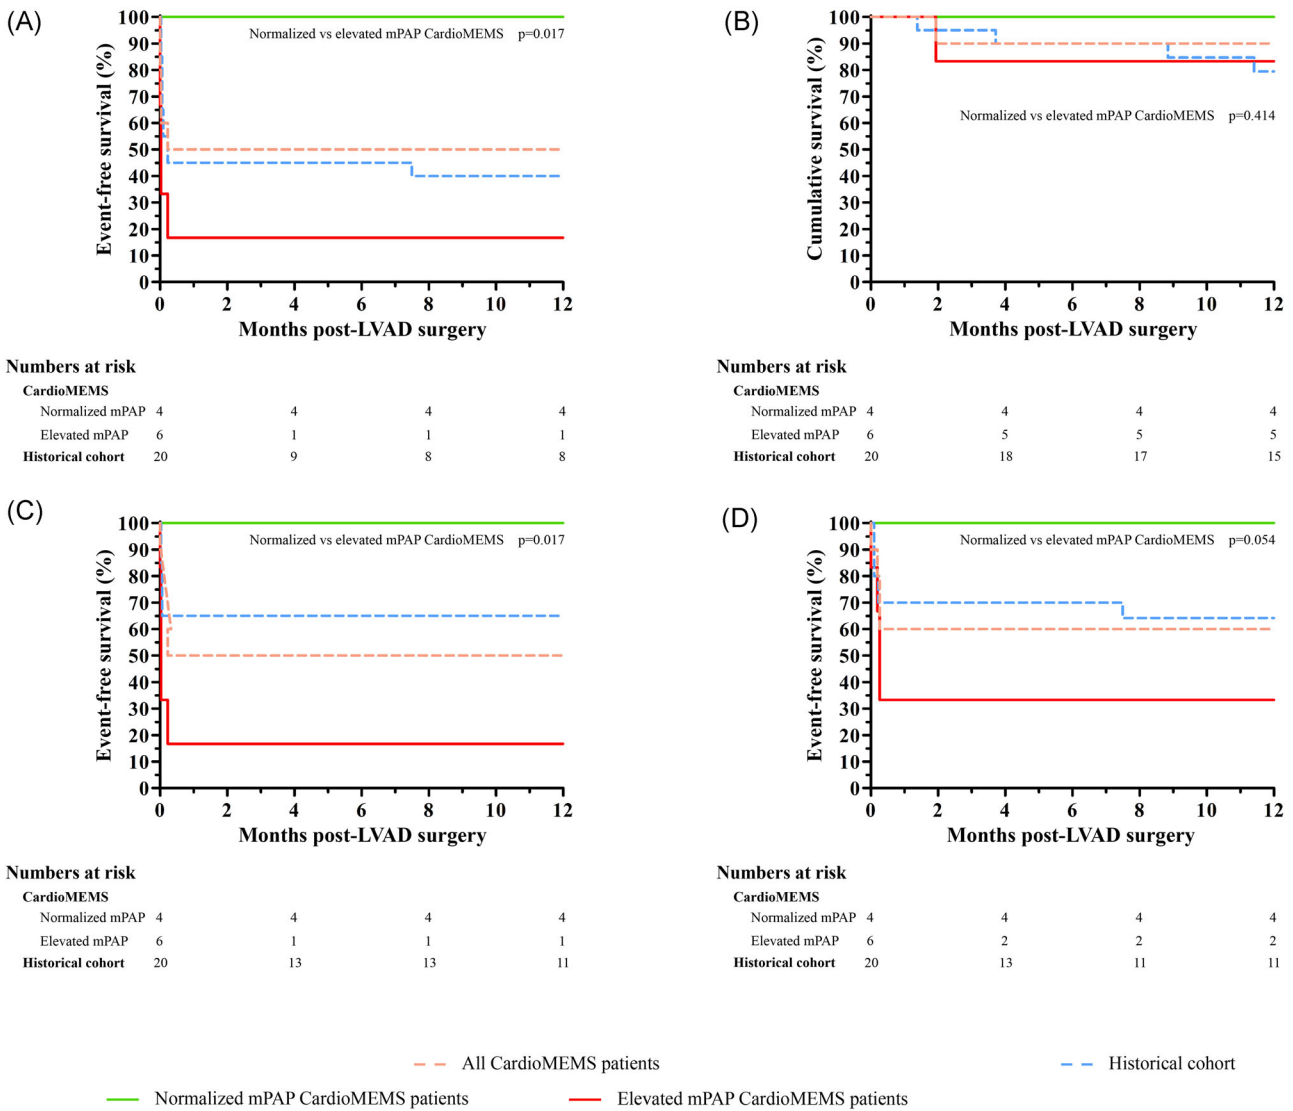 (A)
Normalized vs elevated mPAP CardioMEMS p=0.017
Event-free survival (%)
100
90
80
70
60
50
40
30
20
10
0
0 2 4 6 8 10 12
Months post-LVAD surgery
Numbers at risk
CardioMEMS
Normalized mPAP 4 4 4 4
Elevated mPAP 6 1 1 1
Historical cohort 20 9 8 8
(B)
Cumulative survival (%)
100
90
80
70
60
50
40
30
20
10
0
Normalized vs elevated mPAP CardioMEMS p=0.414
0 2 4 6 8 10 12
Months post-LVAD surgery
Numbers at risk
CardioMEMS
Normalized mPAP 4 4 4 4
Elevated mPAP 6 5 5 5
Historical cohort 20 18 17 15
(C)
Normalized vs elevated mPAP CardioMEMS p=0.017
Event-free survival (%)
100
90
80
70
60
50
40
30
20
10
0
0 2 4 6 8 10 12
Months post-LVAD surgery
Numbers at risk
CardioMEMS
Normalized mPAP 4 4 4 4
Elevated mPAP 6 1 1 1
Historical cohort 20 13 13 11
(D)
Normalized vs elevated mPAP CardioMEMS p=0.054
Event-free survival (%)
100
90
80
70
60
50
40
30
20
10
0
0 2 4 6 8 10 12
Months post-LVAD surgery
Numbers at risk
CardioMEMS
Normalized mPAP 4 4 4 4
Elevated mPAP 6 2 2 2
Historical cohort 20 13 11 11
All CardioMEMS patients
Historical cohort
Normalized mPAP CardioMEMS patients
Elevated mPAP CardioMEMS patients